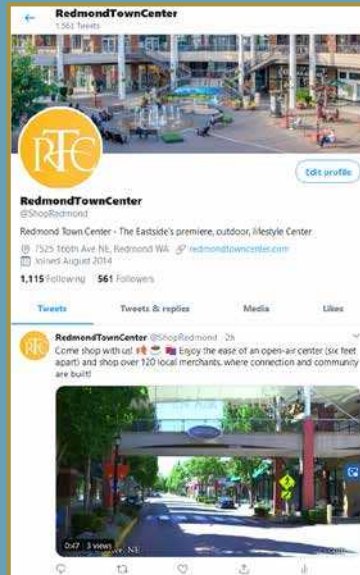 RedmondTownCenter
1,561 Tweets
RTC
Edit profile
RedmondTownCenter
@ShopRedmond
Redmond Town Center - The Eastside's premiere, outdoor, lifestyle Center
7525 166th Ave NE, Redmond WA redmondtowncenter.com
Joined August 2014
1,115 Following 561 Followers
Tweets Tweets & replies Media Likes
RTC
RedmondTownCenter @ShopRedmond · 2h
Come shop with us! Enjoy the ease of an open-air center (six feet
apart) and shop over 120 local merchants, where connection and community
are built!
0:47 3 views
NE